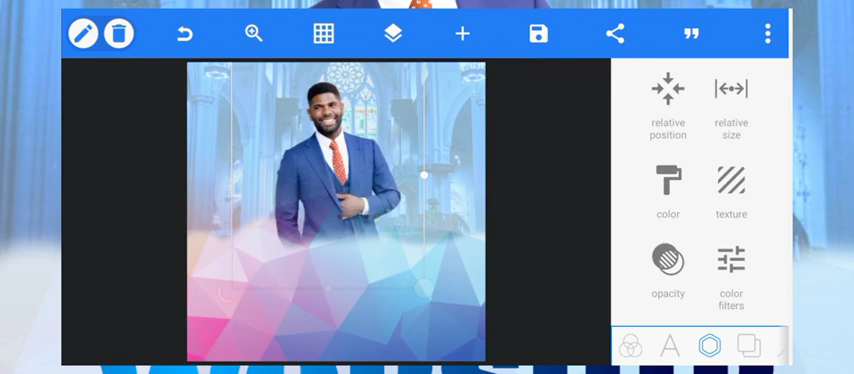 relative position
relative size
color
texture
opacity
color filters